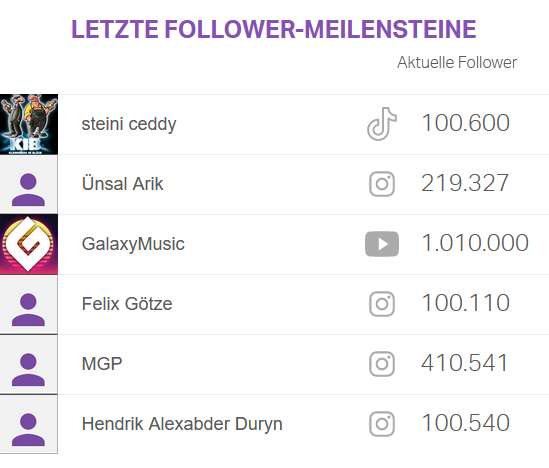 LETZTE FOLLOWER-MEILENSTEINE
Aktuelle Follower
KIB
steini ceddy 100.600
Ünsal Arik 219.327
GalaxyMusic 1.010.000
Felix Götze 100.110
MGP 410.541
Hendrik Alexabder Duryn 100.540